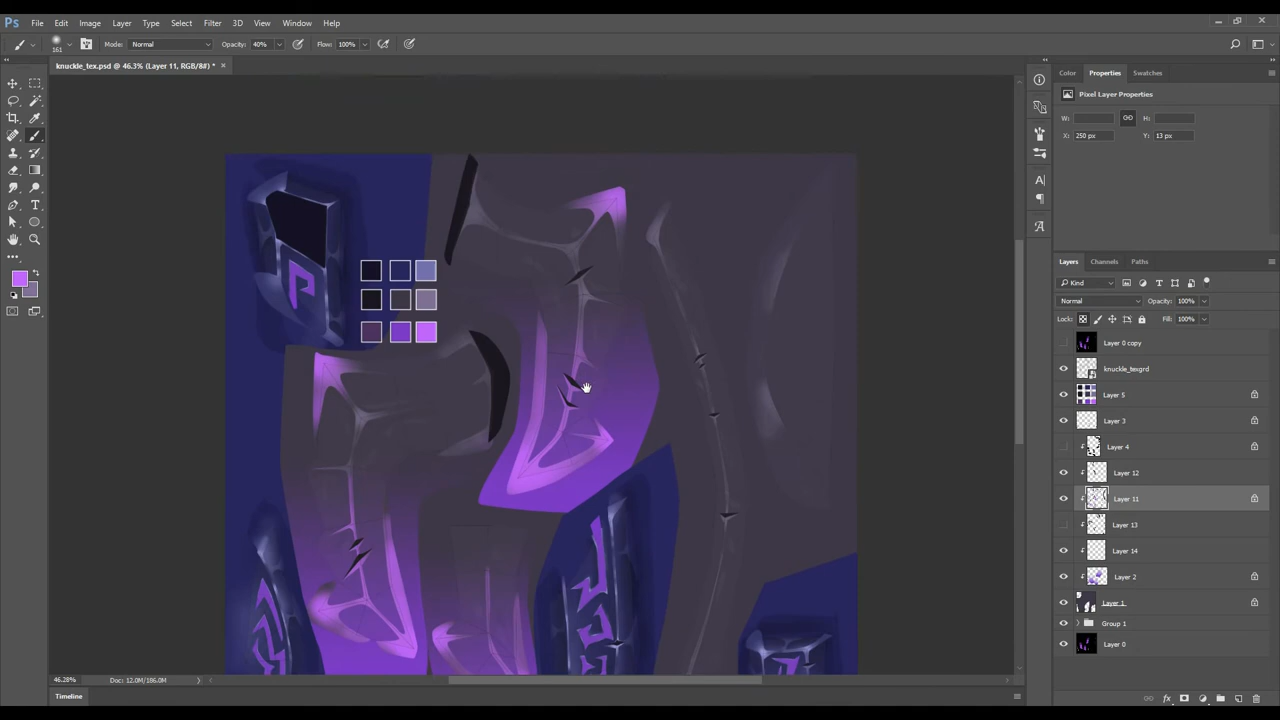 Ps File Edit Image Layer Type Select Filter 3D View Window Help
161 Mode: Normal Opacity: 40% Flow: 100%
knuckle_tex.psd @ 46.3% (Layer 11, RGB/8#) * ×
Color Properties Swatches
Pixel Layer Properties
W: H:
X: 250 px Y: 13 px
Layers Channels Paths
Kind
Normal Opacity: 100%
Lock: Fill: 100%
Layer 0 copy
knuckle_texgrd
Layer 5
Layer 3
Layer 4
Layer 12
Layer 11
Layer 13
Layer 14
Layer 2
Layer 1
Group 1
Layer 0
46.28% Doc: 12.0M/186.0M
Timeline